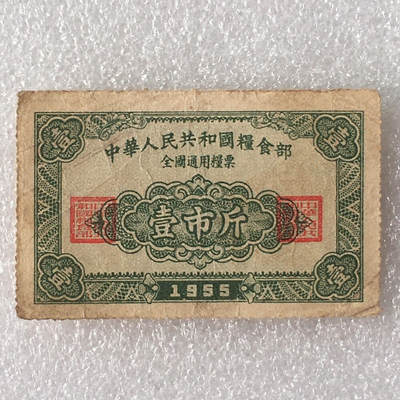 壹 壹
中華人民共和國糧食部
全國通用糧票
壹市斤
壹 壹
1955